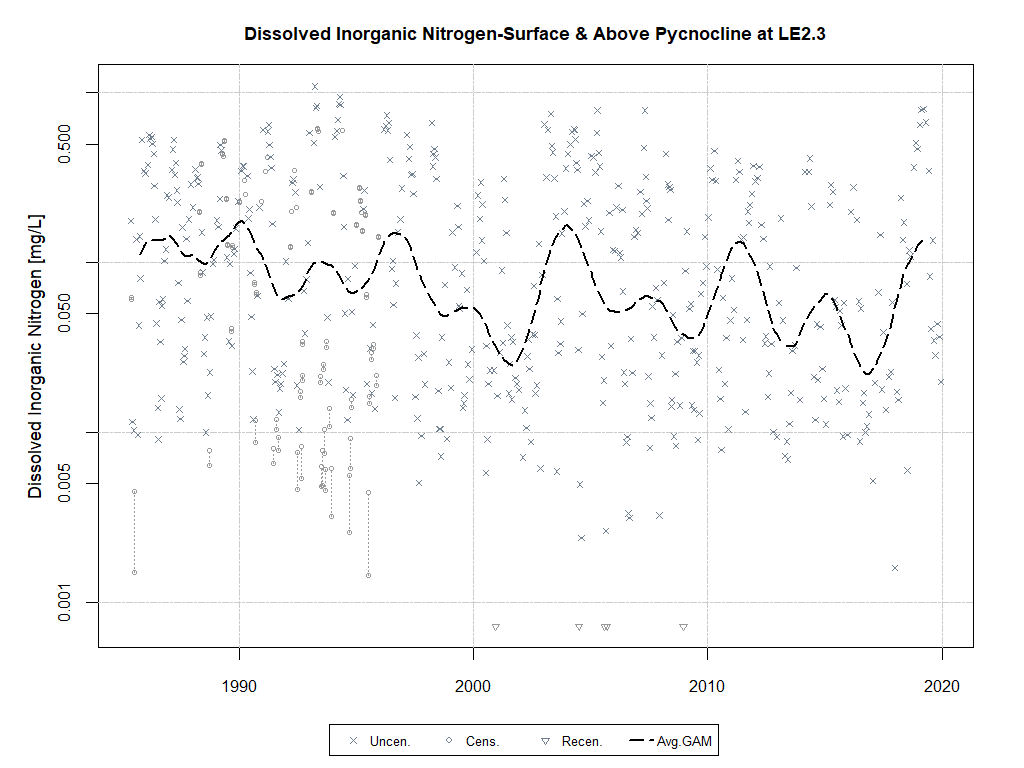 Dissolved Inorganic Nitrogen-Surface & Above Pycnocline at LE2.3
Dissolved Inorganic Nitrogen [mg/L]
0.500
0.050
0.005
0.001
1990 2000 2010 2020
Uncen. Cens. Recen. Avg.GAM